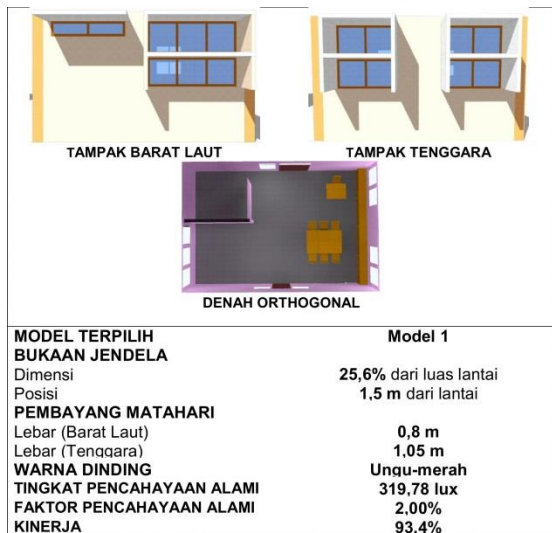 TAMPAK BARAT LAUT TAMPAK TENGGARA
DENAH ORTHOGONAL
MODEL TERPILIH Model 1
BUKAAN JENDELA
Dimensi 25,6% dari luas lantai
Posisi 1,5 m dari lantai
PEMBAYANG MATAHARI
Lebar (Barat Laut) 0,8 m
Lebar (Tenggara) 1,05 m
WARNA DINDING Ungu-merah
TINGKAT PENCAHAYAAN ALAMI 319,78 lux
FAKTOR PENCAHAYAAN ALAMI 2,00%
KINERJA 93,4%